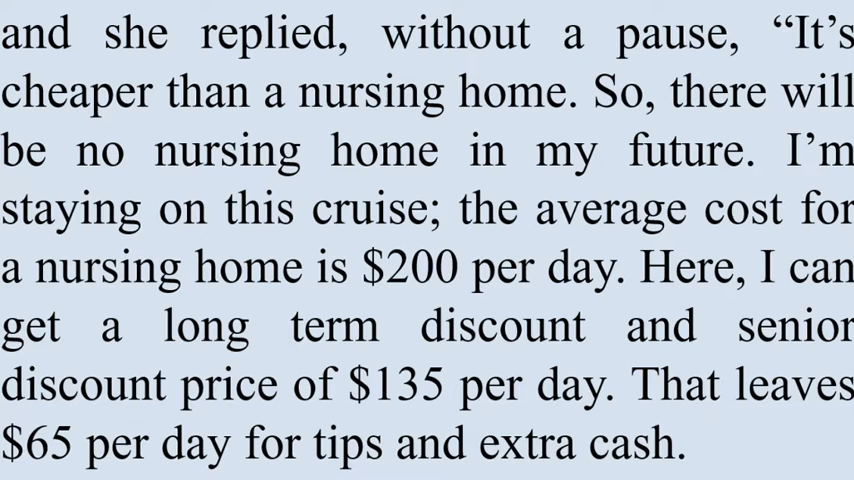 and she replied, without a pause, “It’s
cheaper than a nursing home. So, there will
be no nursing home in my future. I’m
staying on this cruise; the average cost for
a nursing home is $200 per day. Here, I can
get a long term discount and senior
discount price of $135 per day. That leaves
$65 per day for tips and extra cash.